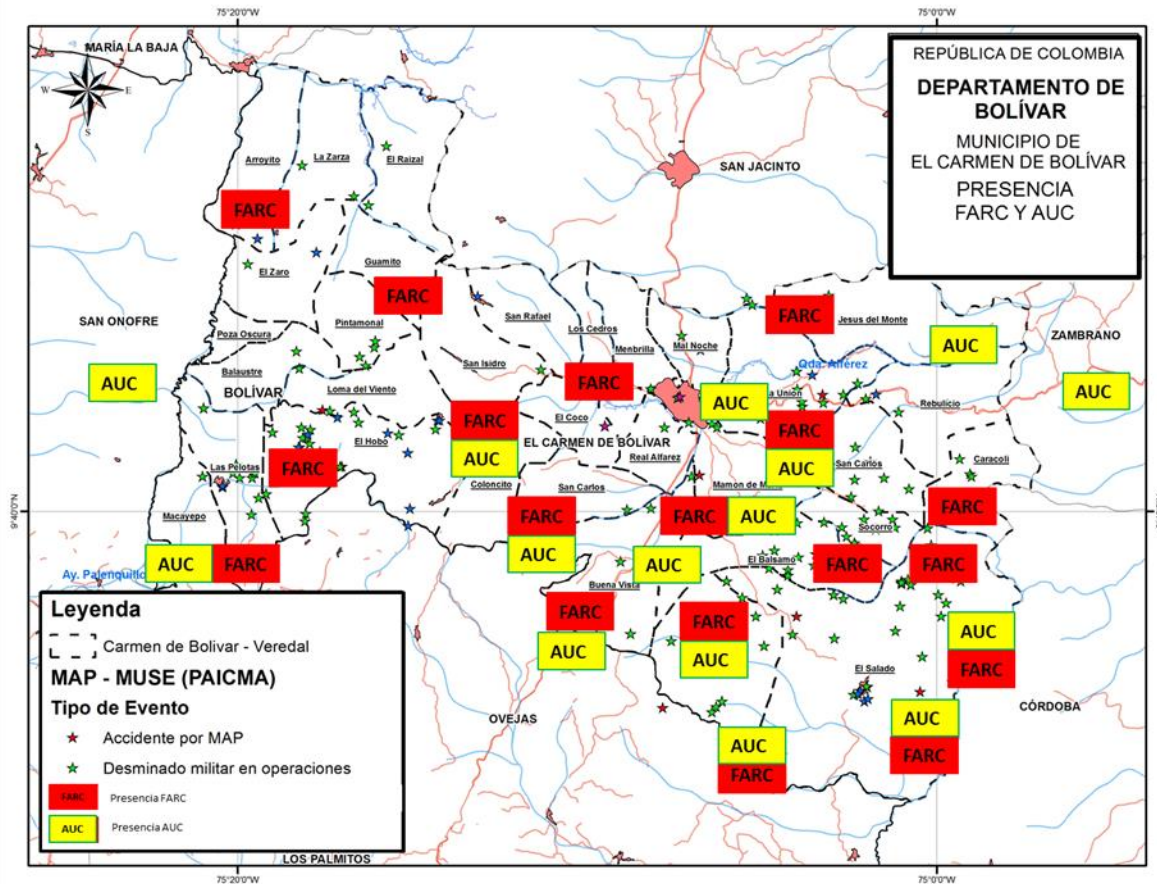 75°20'0"W
75°0'0"W
MARÍA LA BAJA
W
E
S
REPÚBLICA DE COLOMBIA
DEPARTAMENTO DE
BOLÍVAR
MUNICIPIO DE
EL CARMEN DE BOLÍVAR
PRESENCIA
FARC Y AUC
Arroyito
La Zarza
El Raizal
SAN JACINTO
FARC
El Zaro
Guamito
FARC
SAN ONOFRE
Poza Oscura
Pintamonal
San Rafael
Los Cedros
Menbrilla
Mal Noche
FARC
Jesus del Monte
AUC
ZAMBRANO
AUC
Balaustre
BOLÍVAR
Loma del Viento
San Isidro
FARC
Qda. Alférez
AUC
AUC
Rebulicio
El Hobo
FARC
AUC
El Coco
EL CARMEN DE BOLÍVAR
Real Alfarez
FARC
AUC
San Carlos
Caracoli
Las Pelotas
FARC
Coloncito
San Carlos
9°40'0"N
Macayepo
FARC
AUC
FARC
AUC
Socorro
FARC
AUC
FARC
Ay. Palenquillo
Buena Vista
AUC
El Balsamo
FARC
FARC
FARC
AUC
FARC
AUC
AUC
FARC
El Salado
OVEJAS
CÓRDOBA
AUC
FARC
AUC
FARC
Leyenda
Carmen de Bolivar - Veredal
MAP - MUSE (PAICMA)
Tipo de Evento
Accidente por MAP
Desminado militar en operaciones
FARC Presencia FARC
AUC Presencia AUC
LOS PALMITOS
75°20'0"W
75°0'0"W